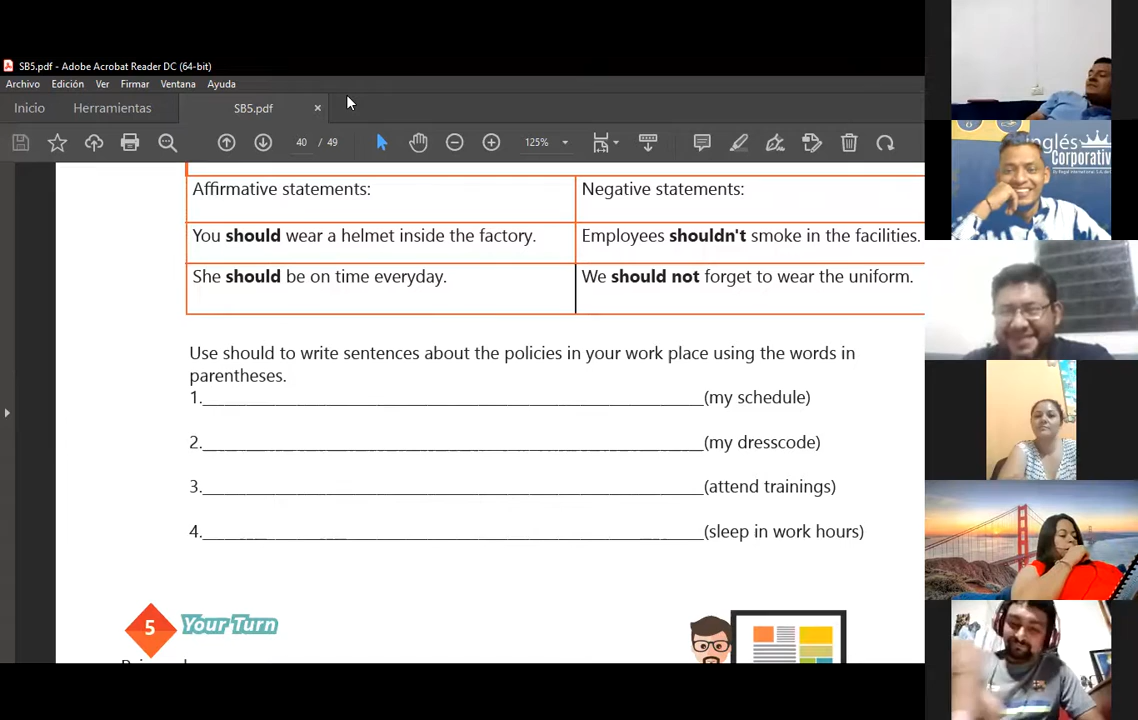 SB5.pdf - Adobe Acrobat Reader DC (64-bit)
Archivo Edición Ver Firmar Ventana Ayuda
Inicio Herramientas SB5.pdf ×
40 / 49 125%
Affirmative statements: Negative statements:
You should wear a helmet inside the factory. Employees shouldn't smoke in the facilities.
She should be on time everyday. We should not forget to wear the uniform.
Use should to write sentences about the policies in your work place using the words in
parentheses.
1. (my schedule)
2. (my dresscode)
3. (attend trainings)
4. (sleep in work hours)
5 Your Turn
inglés
Corporativ